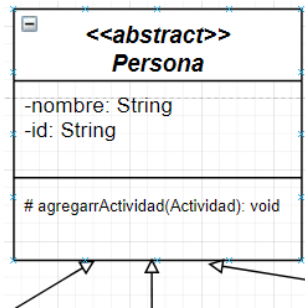 <<abstract>>
Persona
-nombre: String
-id: String
# agregarrActividad(Actividad): void